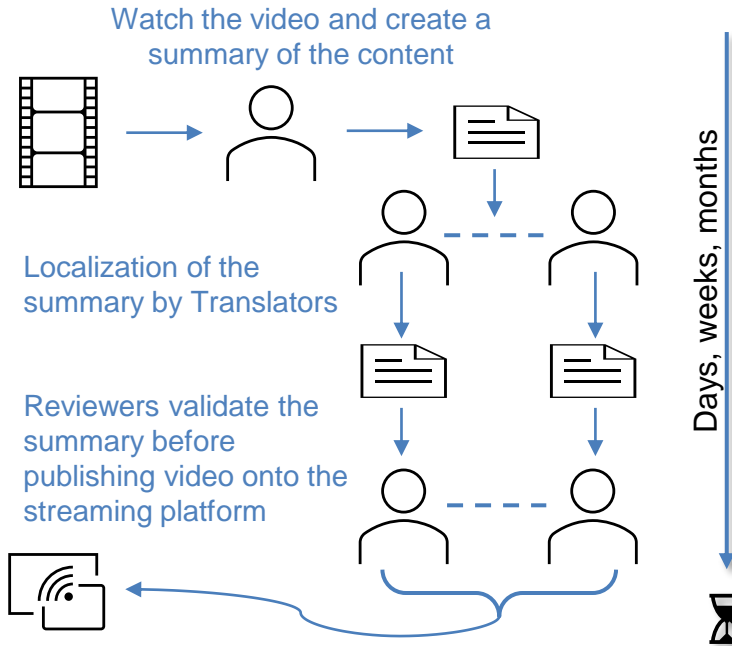 Watch the video and create a
summary of the content
Localization of the
summary by Translators
Reviewers validate the
summary before
publishing video onto the
streaming platform
Days, weeks, months